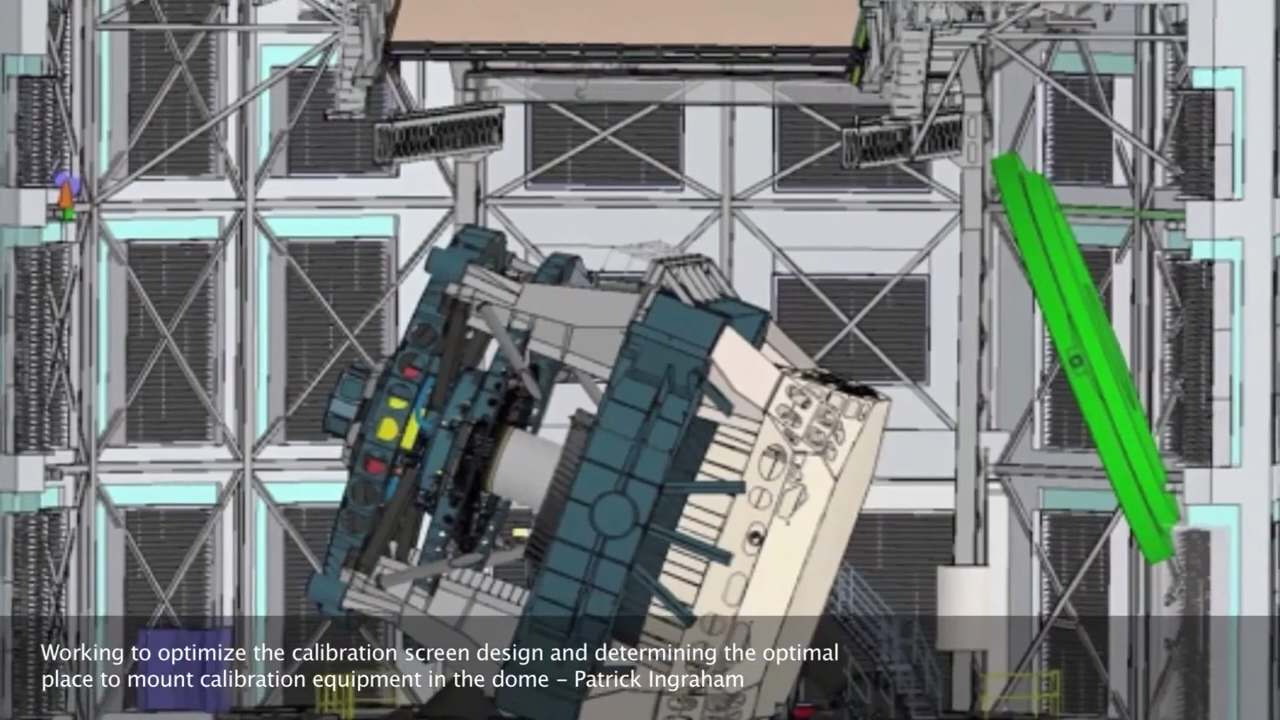 Working to optimize the calibration screen design and determining the optimal
place to mount calibration equipment in the dome – Patrick Ingraham